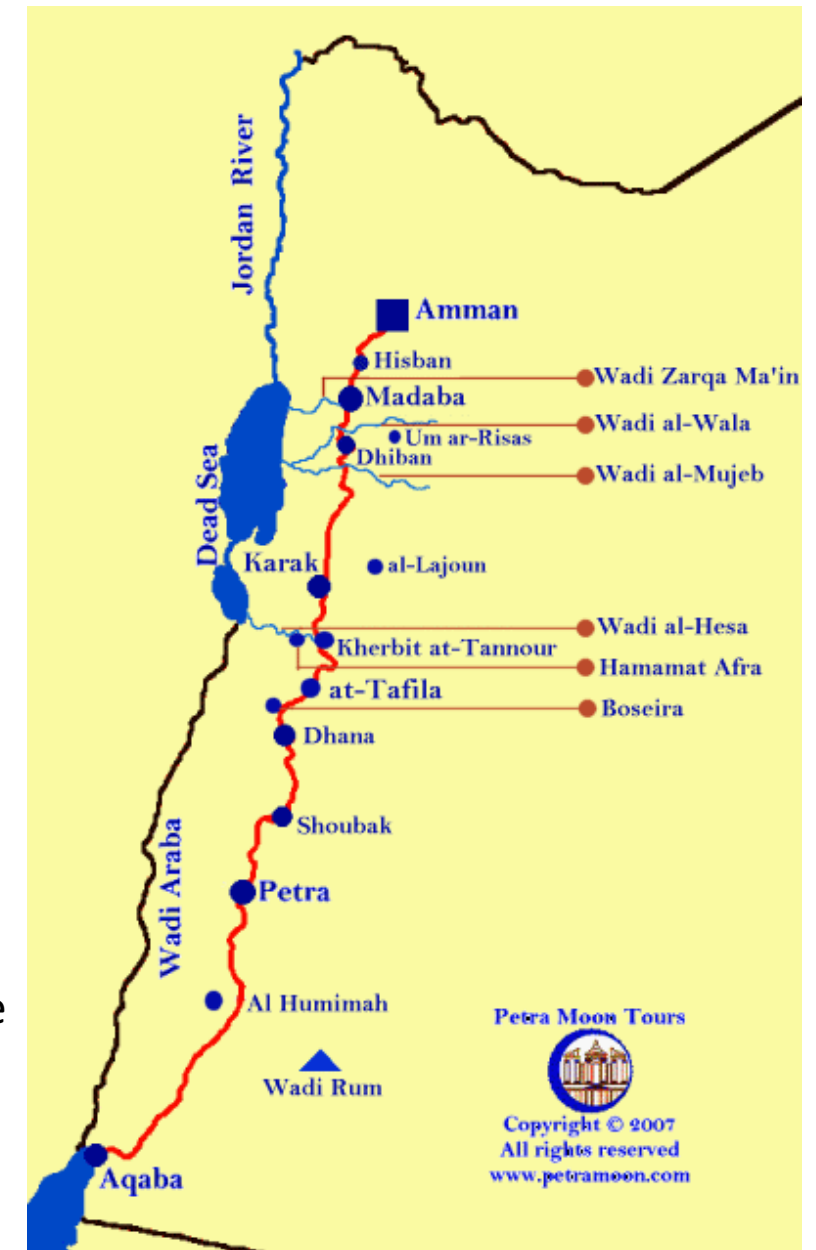 Jordan River
Amman
Hisban
Wadi Zarqa Ma'in
Madaba
Wadi al-Wala
Um ar-Risas
Dhiban
Wadi al-Mujeb
Dead Sea
Karak
al-Lajoun
Wadi al-Hesa
Kherbit at-Tannour
Hamamat Afra
at-Tafila
Boseira
Dhana
Shoubak
Wadi Araba
Petra
e
Al Humimah
Petra Moon Tours
Wadi Rum
Copyright © 2007
All rights reserved
www.petramoon.com
Aqaba